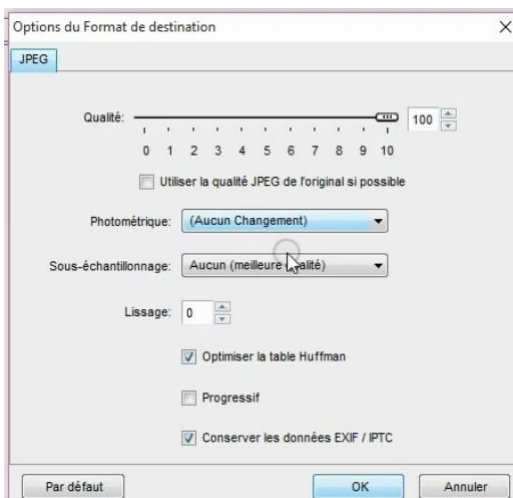 Options du Format de destination
JPEG
Qualité:
100
0 1 2 3 4 5 6 7 8 9 10
Utiliser la qualité JPEG de l'original si possible
Photométrique: (Aucun Changement)
Sous-échantillonnage: Aucun (meilleure qualité)
Lissage: 0
Optimiser la table Huffman
Progressif
Conserver les données EXIF / IPTC
Par défaut OK Annuler